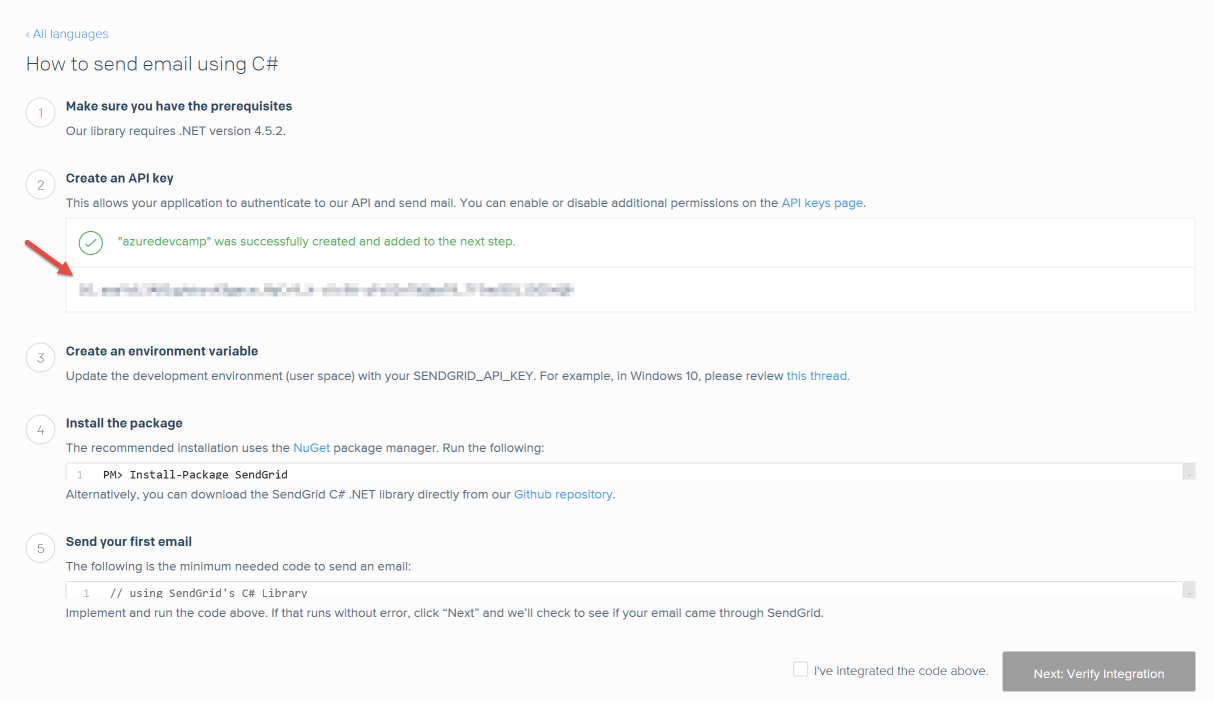 ‹ All languages
How to send email using C#
1
Make sure you have the prerequisites
Our library requires .NET version 4.5.2.
2
Create an API key
This allows your application to authenticate to our API and send mail. You can enable or disable additional permissions on the API keys page.
"azuredevcamp" was successfully created and added to the next step.
3
Create an environment variable
Update the development environment (user space) with your SENDGRID_API_KEY. For example, in Windows 10, please review this thread.
4
Install the package
The recommended installation uses the NuGet package manager. Run the following:
1 PM> Install-Package SendGrid
Alternatively, you can download the SendGrid C# .NET library directly from our Github repository.
5
Send your first email
The following is the minimum needed code to send an email:
1 // using SendGrid's C# Library
Implement and run the code above. If that runs without error, click “Next” and we’ll check to see if your email came through SendGrid.
I've integrated the code above.
Next: Verify Integration